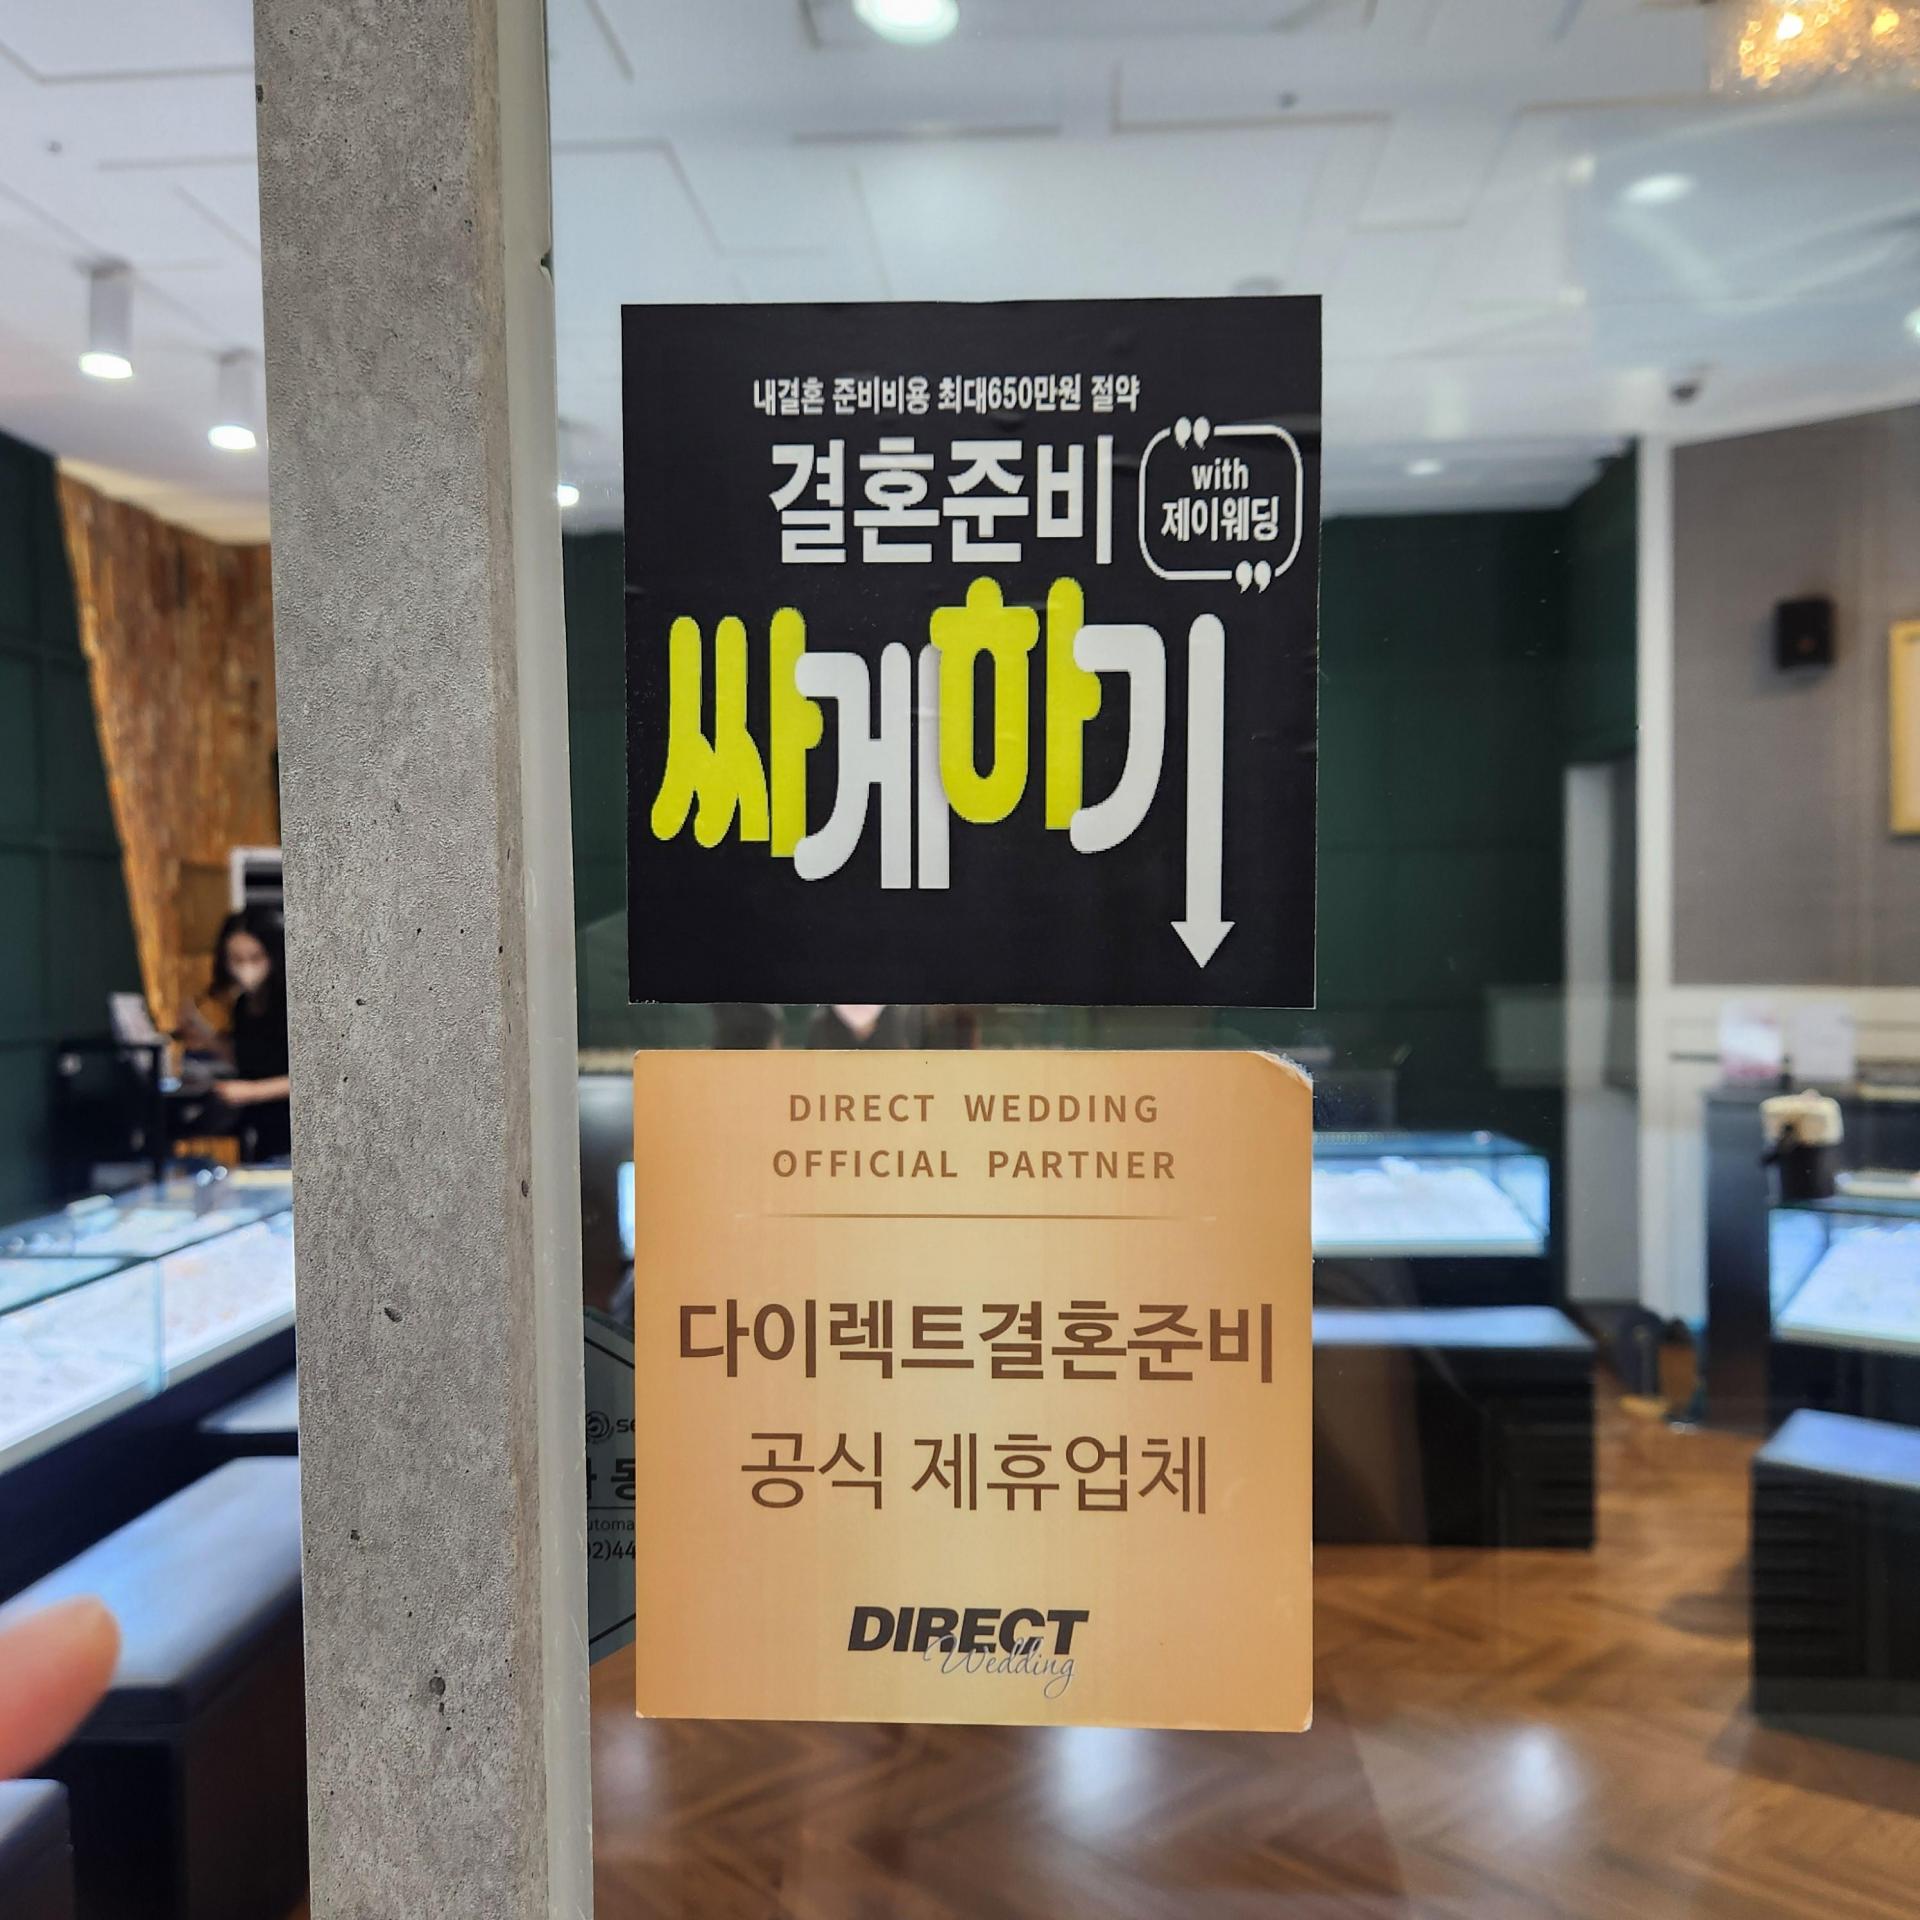 내결혼 준비비용 최대650만원 절약
결혼준비
with
제이웨딩
싸게하기
DIRECT WEDDING
OFFICIAL PARTNER
다이렉트결혼준비
공식 제휴업체
DIRECT
Wedding